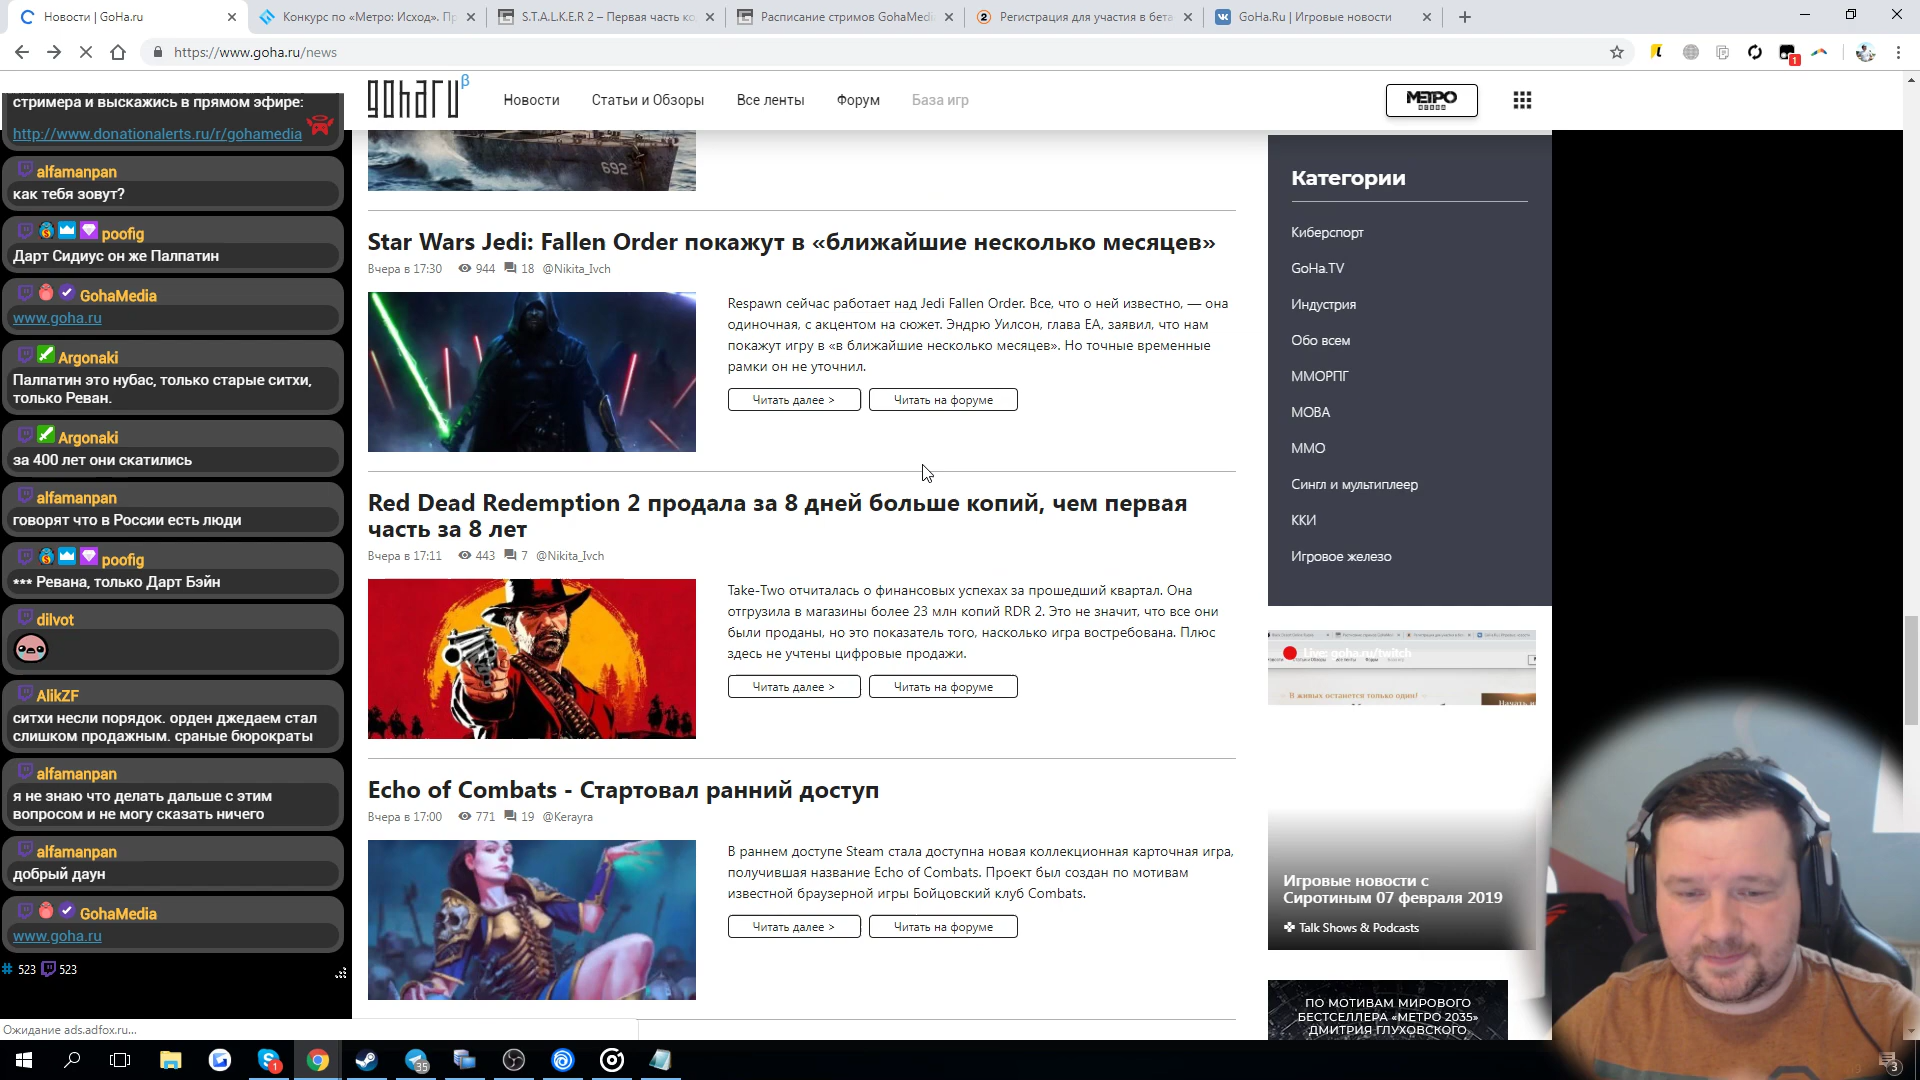 Новости | GoHa.ru
Конкурс по «Метро: Исход». Пр
S.T.A.L.K.E.R 2 – Первая часть ко
Расписание стримов GohaMedi
Регистрация для участия в бета
GoHa.Ru | Игровые новости
https://www.goha.ru/news
goharu β
Новости
Статьи и Обзоры
Все ленты
Форум
База игр
МЕТРО
стримера и выскажись в прямом эфире:
http://www.donationalerts.ru/r/gohamedia
alfamanpan
как тебя зовут?
poofig
Дарт Сидиус он же Палпатин
GohaMedia
www.goha.ru
Argonaki
Палпатин это нубас, только старые ситхи,
только Реван.
Argonaki
за 400 лет они скатились
alfamanpan
говорят что в России есть люди
poofig
*** Ревана, только Дарт Бэйн
dilvot
AlikZF
ситхи несли порядок. орден джедаем стал
слишком продажным. сраные бюрократы
alfamanpan
я не знаю что делать дальше с этим
вопросом и не могу сказать ничего
alfamanpan
добрый даун
GohaMedia
www.goha.ru
523 523
Ожидание ads.adfox.ru...
692
Star Wars Jedi: Fallen Order покажут в «ближайшие несколько месяцев»
Вчера в 17:30 944 18 @Nikita_Ivch
Respawn сейчас работает над Jedi Fallen Order. Все, что о ней известно, — она
одиночная, с акцентом на сюжет. Эндрю Уилсон, глава EA, заявил, что нам
покажут игру в «в ближайшие несколько месяцев». Но точные временные
рамки он не уточнил.
Читать далее >
Читать на форуме
Red Dead Redemption 2 продала за 8 дней больше копий, чем первая
часть за 8 лет
Вчера в 17:11 443 7 @Nikita_Ivch
Take-Two отчиталась о финансовых успехах за прошедший квартал. Она
отгрузила в магазины более 23 млн копий RDR 2. Это не значит, что все они
были проданы, но это показатель того, насколько игра востребована. Плюс
здесь не учтены цифровые продажи.
Читать далее >
Читать на форуме
Echo of Combats - Стартовал ранний доступ
Вчера в 17:00 771 19 @Kerayra
В раннем доступе Steam стала доступна новая коллекционная карточная игра,
получившая название Echo of Combats. Проект был создан по мотивам
известной браузерной игры Бойцовский клуб Combats.
Читать далее >
Читать на форуме
Категории
Киберспорт
GoHa.TV
Индустрия
Обо всем
ММОРПГ
МОВА
ММО
Сингл и мультиплеер
ККИ
Игровое железо
Live: goha.ru/twitch
В живых останется только один!
Игровые новости с
Сиротиным 07 февраля 2019
Talk Shows & Podcasts
ПО МОТИВАМ МИРОВОГО
БЕСТСЕЛЛЕРА «МЕТРО 2035»
ДМИТРИЯ ГЛУХОВСКОГО
1
1
35
3